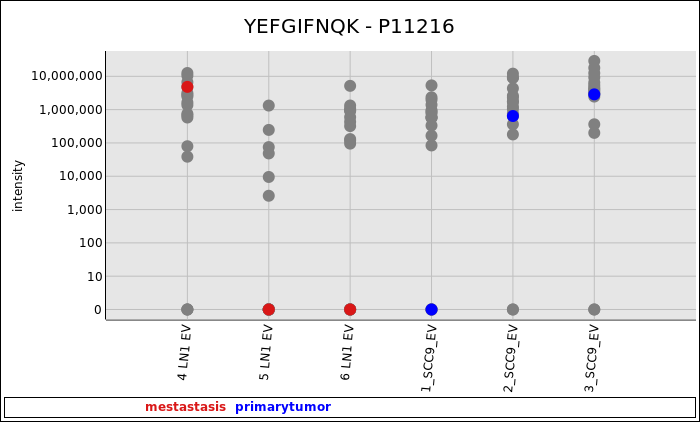 YEFGIFNQK - P11216
10,000,000
1,000,000
100,000
10,000
1,000
100
10
0
intensity
4 LN1 EV
5 LN1 EV
6 LN1 EV
1_SCC9_EV
2_SCC9_EV
3_SCC9_EV
mestastasis primarytumor